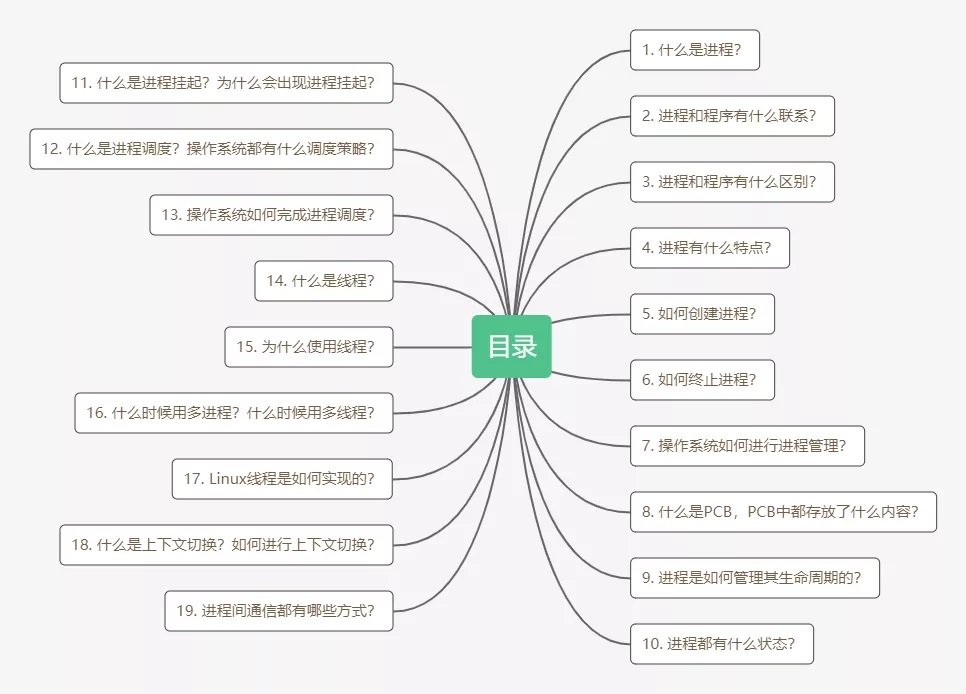 目录
1. 什么是进程？
2. 进程和程序有什么联系？
3. 进程和程序有什么区别？
4. 进程有什么特点？
5. 如何创建进程？
6. 如何终止进程？
7. 操作系统如何进行进程管理？
8. 什么是PCB，PCB中都存放了什么内容？
9. 进程是如何管理其生命周期的？
10. 进程都有什么状态？
11. 什么是进程挂起？为什么会出现进程挂起？
12. 什么是进程调度？操作系统都有什么调度策略？
13. 操作系统如何完成进程调度？
14. 什么是线程？
15. 为什么使用线程？
16. 什么时候用多进程？什么时候用多线程？
17. Linux线程是如何实现的？
18. 什么是上下文切换？如何进行上下文切换？
19. 进程间通信都有哪些方式？